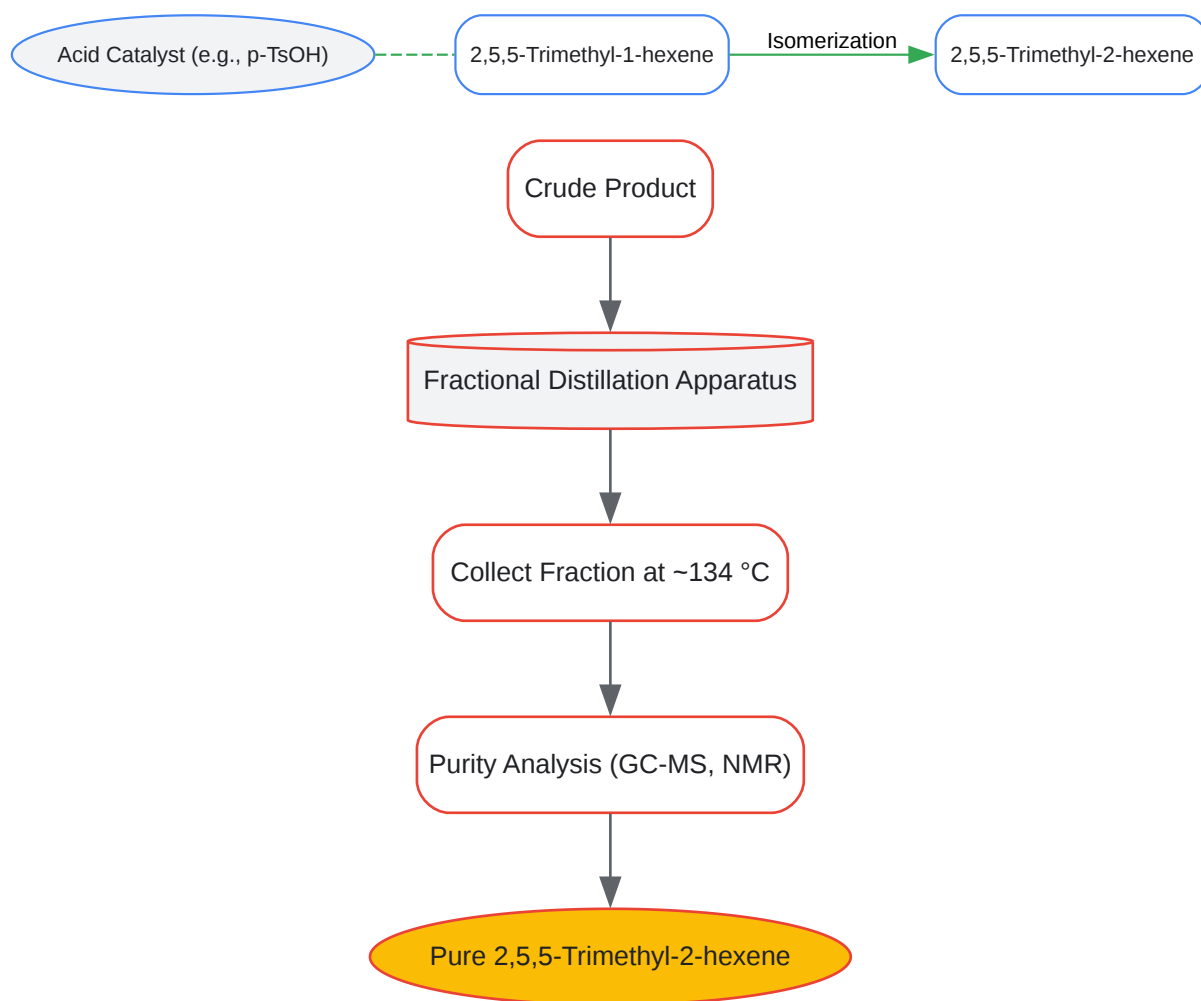 Acid Catalyst (e.g., p-TsOH)
2,5,5-Trimethyl-1-hexene
Isomerization
2,5,5-Trimethyl-2-hexene
Crude Product
Fractional Distillation Apparatus
Collect Fraction at ~134 °C
Purity Analysis (GC-MS, NMR)
Pure 2,5,5-Trimethyl-2-hexene